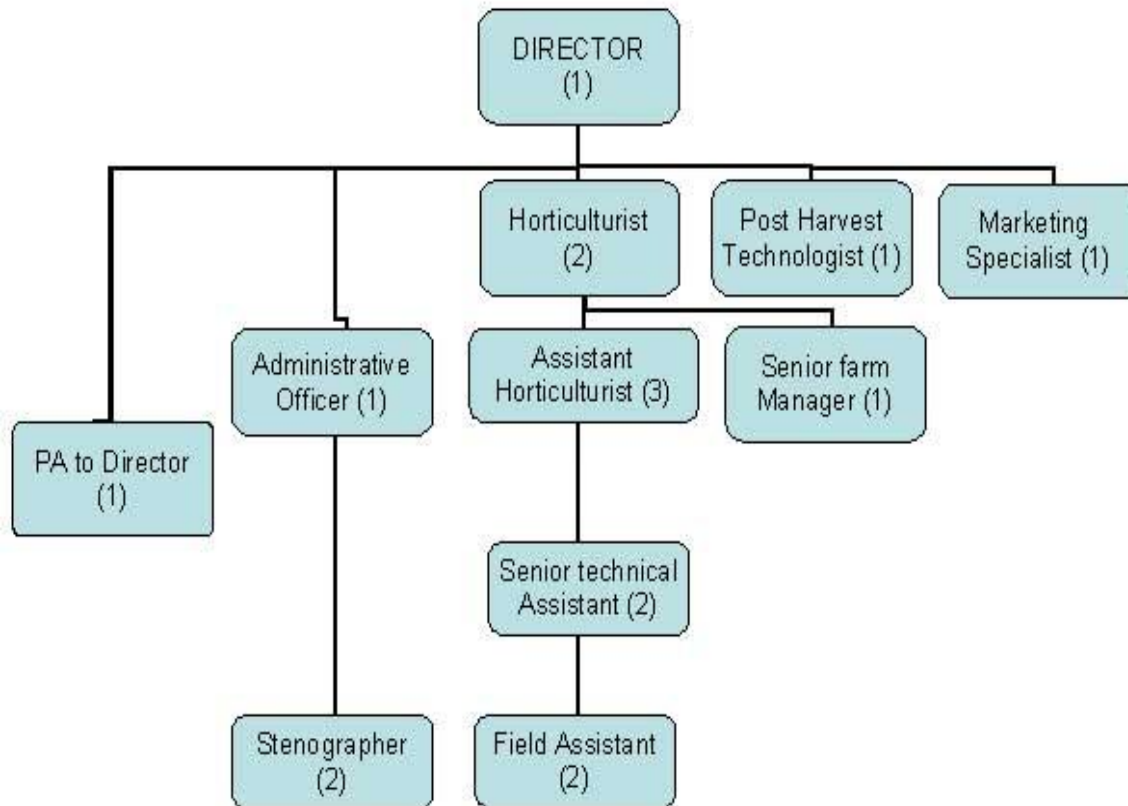 DIRECTOR
(1)
Horticulturist
(2)
Post Harvest
Technologist (1)
Marketing
Specialist (1)
Administrative
Officer (1)
Assistant
Horticulturist (3)
Senior farm
Manager (1)
PA to Director
(1)
Senior technical
Assistant (2)
Stenographer
(2)
Field Assistant
(2)